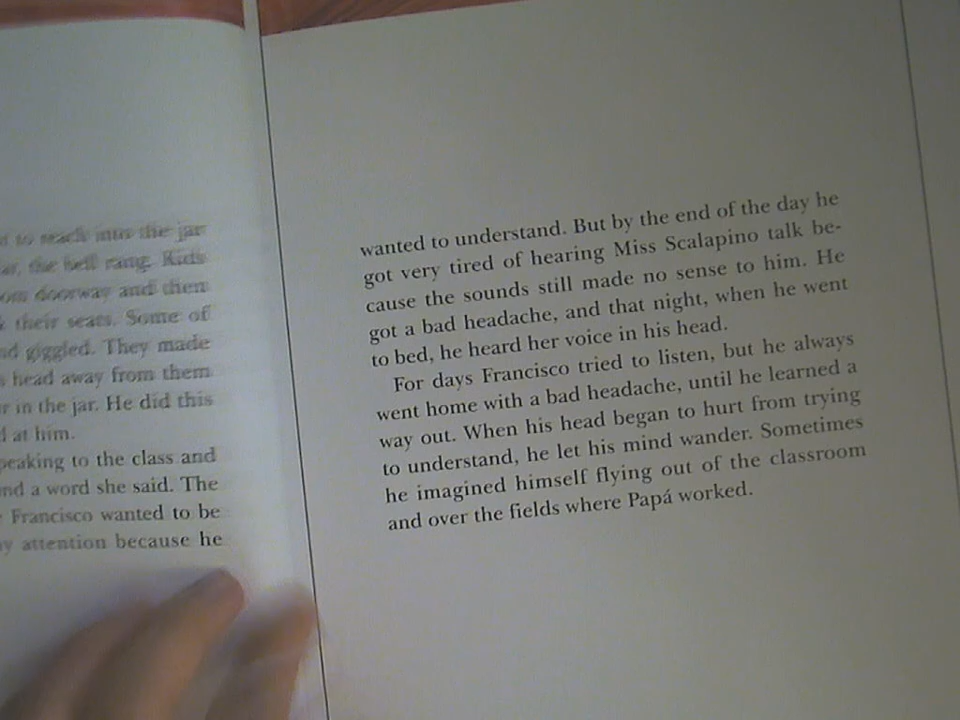 to reach into the jar
the bell rang. Kids
doorway and then
their seats. Some of
giggled. They made
head away from them
in the jar. He did this
at him.
speaking to the class and
a word she said. The
Francisco wanted to be
attention because he
wanted to understand. But by the end of the day he
got very tired of hearing Miss Scalapino talk be-
cause the sounds still made no sense to him. He
got a bad headache, and that night, when he went
to bed, he heard her voice in his head.
For days Francisco tried to listen, but he always
went home with a bad headache, until he learned a
way out. When his head began to hurt from trying
to understand, he let his mind wander. Sometimes
he imagined himself flying out of the classroom
and over the fields where Papá worked.